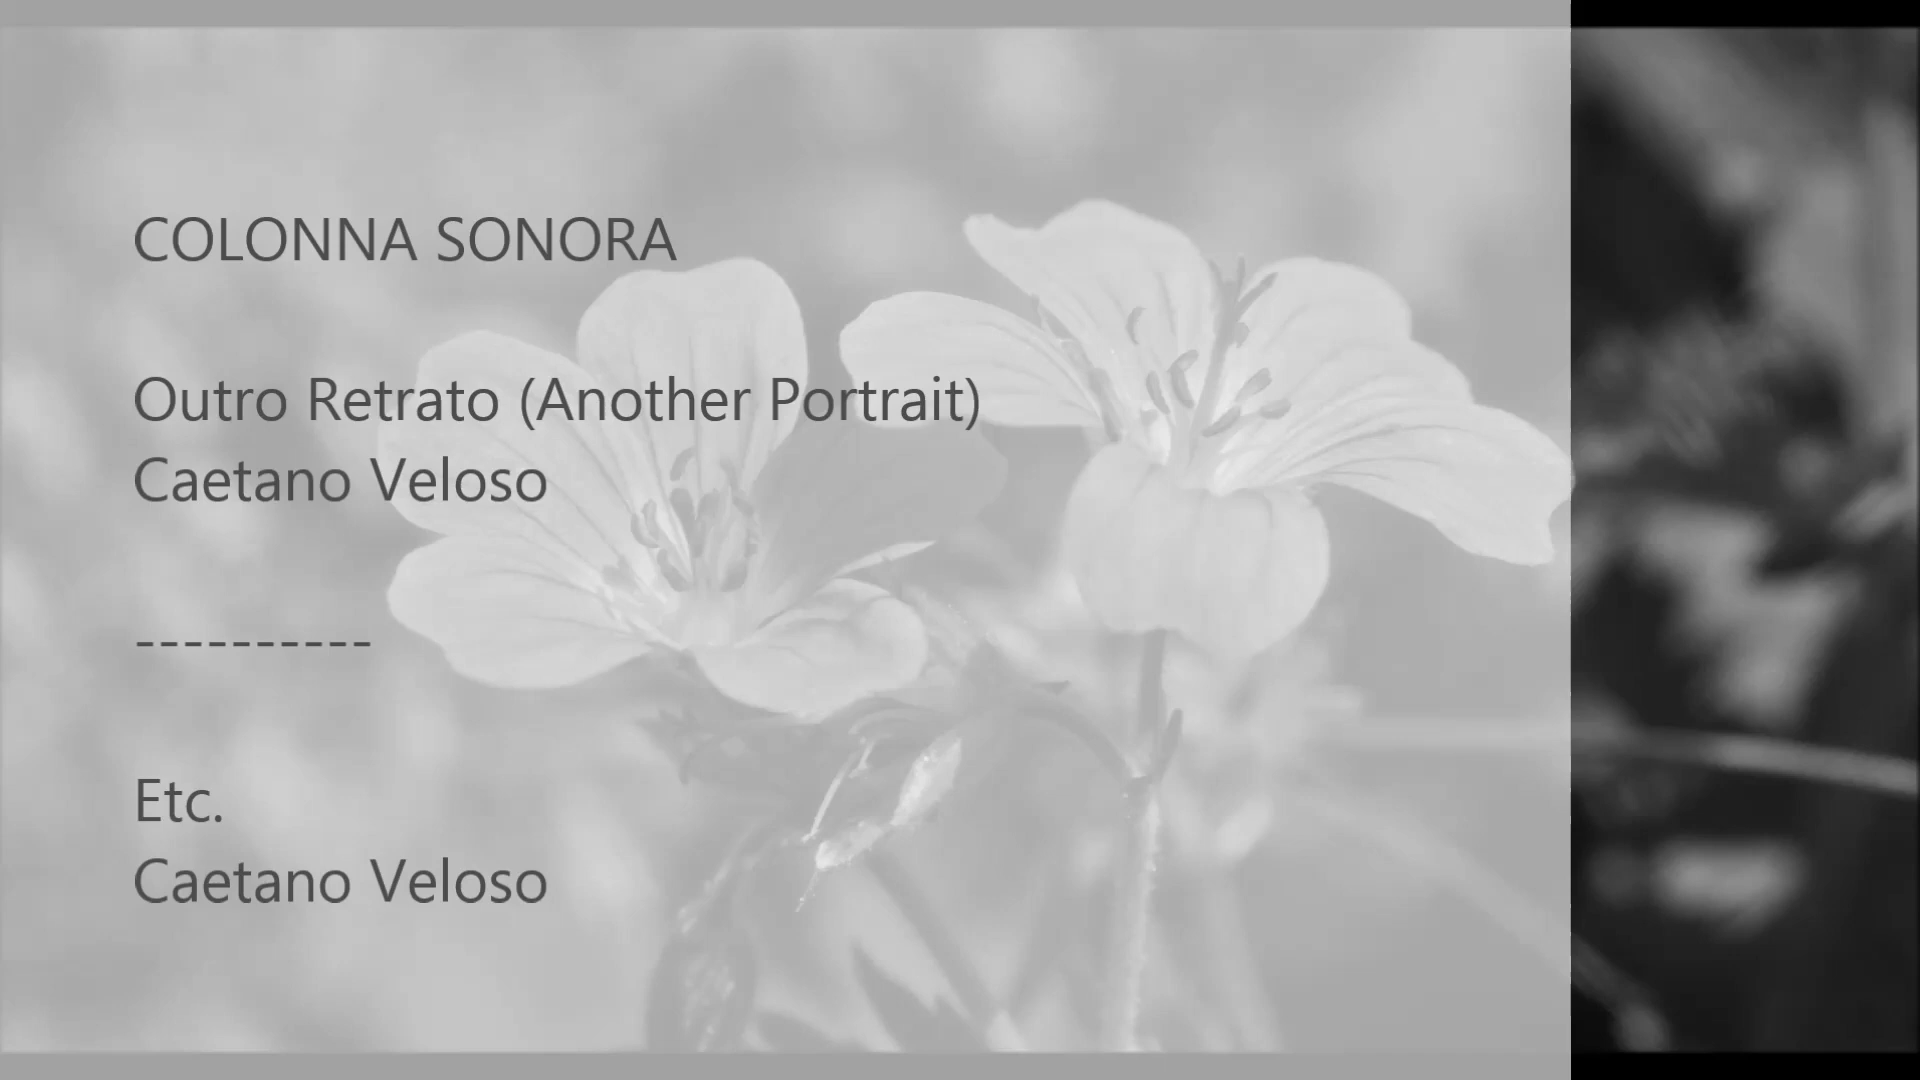 COLONNA SONORA
Outro Retrato (Another Portrait)
Caetano Veloso
----------
Etc.
Caetano Veloso